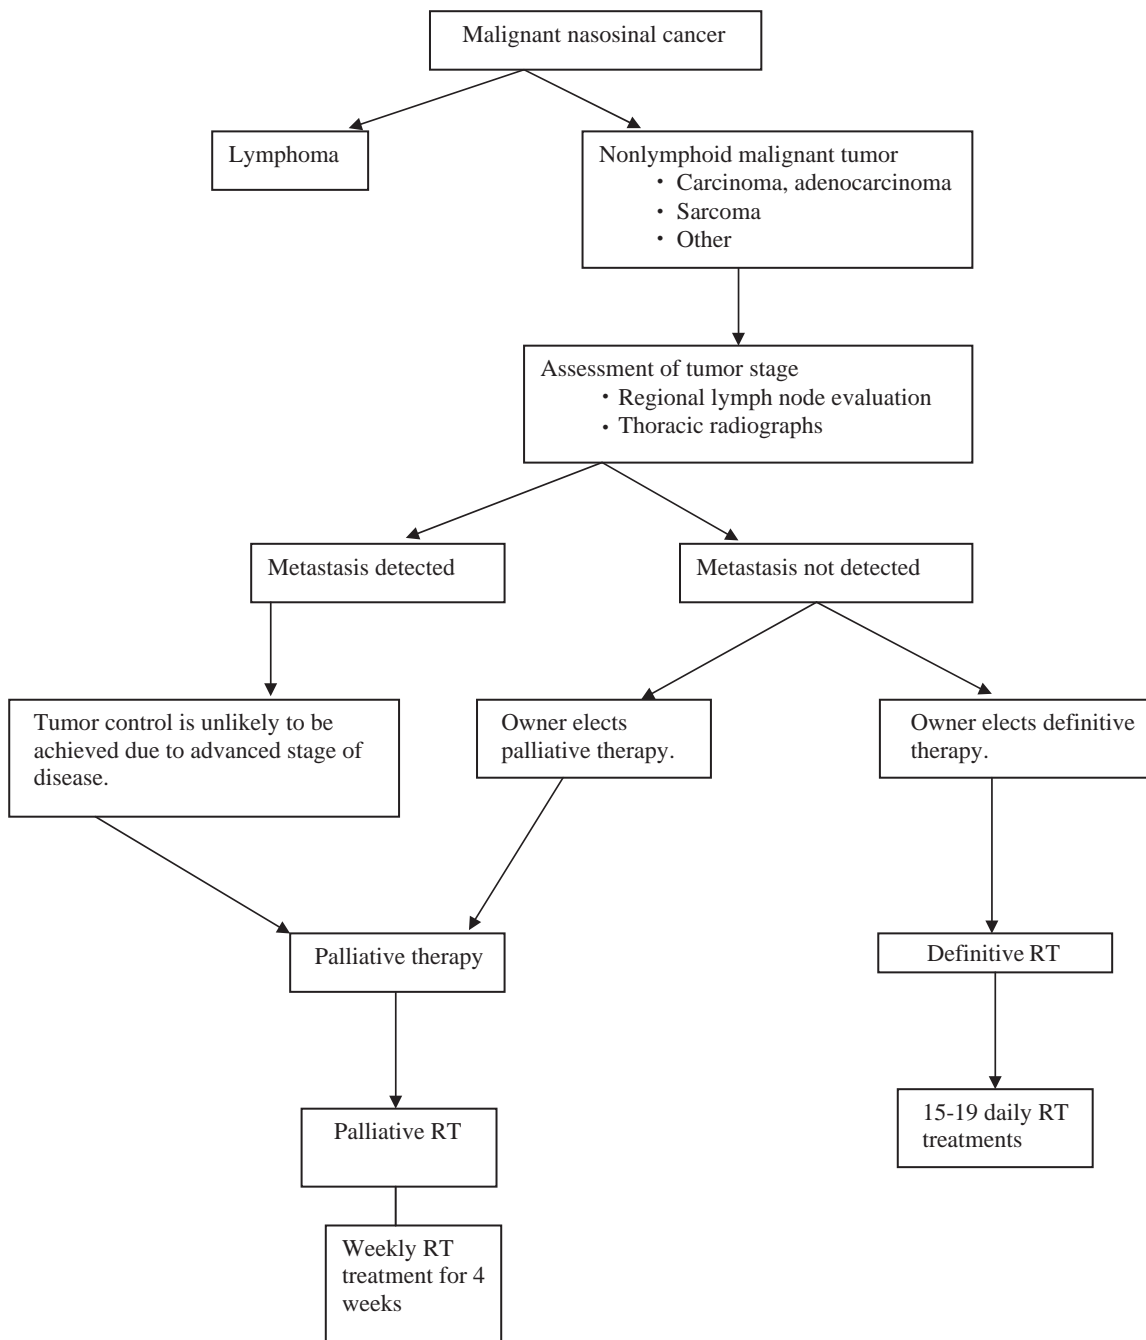 Malignant nasosinal cancer
Lymphoma
Nonlymphoid malignant tumor
• Carcinoma, adenocarcinoma
• Sarcoma
• Other
Assessment of tumor stage
• Regional lymph node evaluation
• Thoracic radiographs
Metastasis detected
Metastasis not detected
Tumor control is unlikely to be
achieved due to advanced stage of
disease.
Owner elects
palliative therapy.
Owner elects definitive
therapy.
Palliative therapy
Definitive RT
Palliative RT
15-19 daily RT
treatments
Weekly RT
treatment for 4
weeks